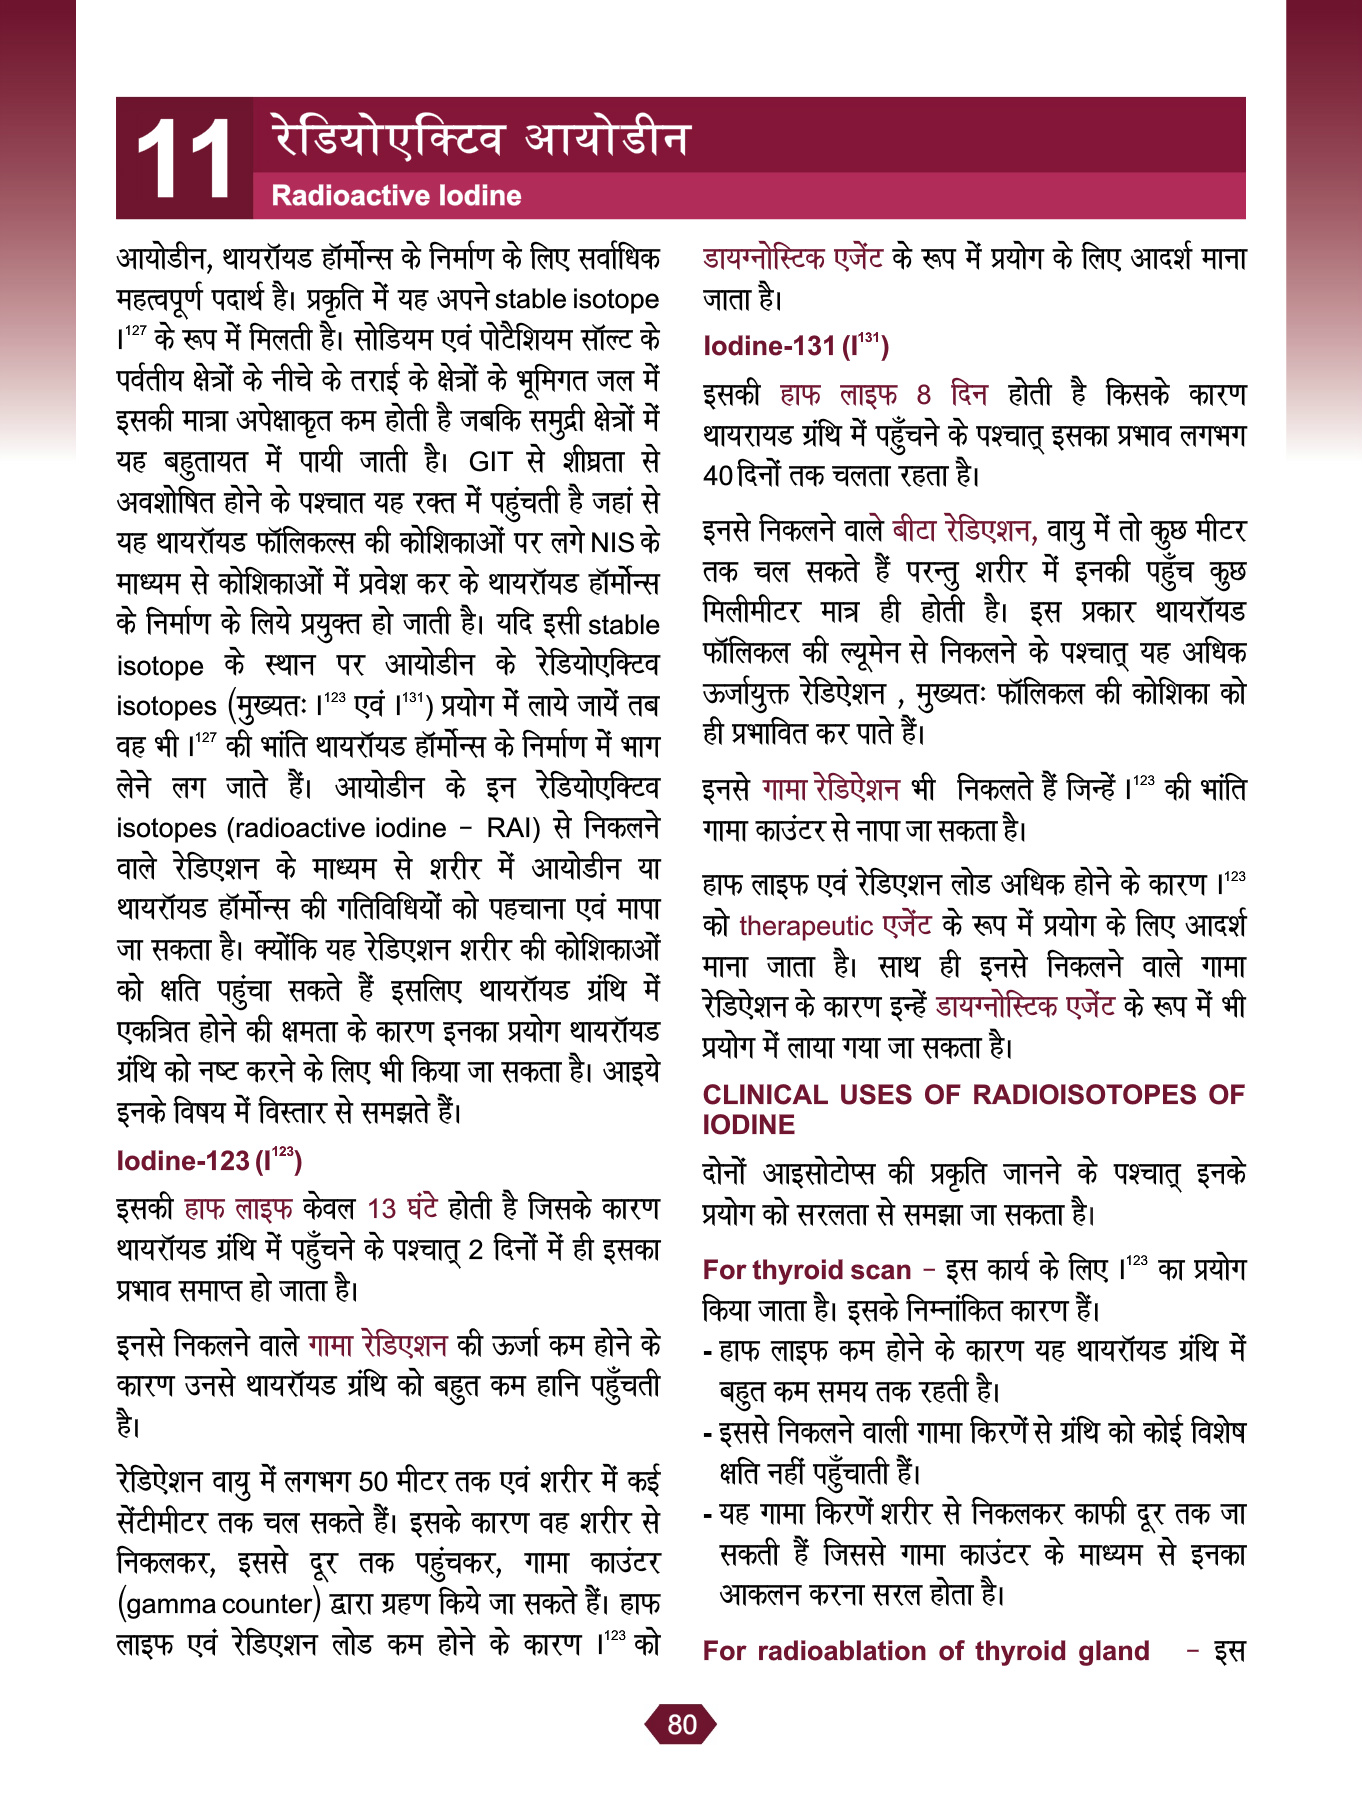 11
रेडियोएक्टिव आयोडीन
Radioactive Iodine
आयोडीन, थायरॉयड हॉर्मोन्स के निर्माण के लिए सर्वाधिक
महत्वपूर्ण पदार्थ है। प्रकृति में यह अपने stable isotope
I¹²⁷ के रूप में मिलती है। सोडियम एवं पोटैशियम सॉल्ट के
पर्वतीय क्षेत्रों के नीचे के तराई के क्षेत्रों के भूमिगत जल में
इसकी मात्रा अपेक्षाकृत कम होती है जबकि समुद्री क्षेत्रों में
यह बहुतायत में पायी जाती है। GIT से शीघ्रता से
अवशोषित होने के पश्चात यह रक्त में पहुंचती है जहां से
यह थायरॉयड फॉलिकल्स की कोशिकाओं पर लगे NIS के
माध्यम से कोशिकाओं में प्रवेश कर के थायरॉयड हॉर्मोन्स
के निर्माण के लिये प्रयुक्त हो जाती है। यदि इसी stable
isotope के स्थान पर आयोडीन के रेडियोएक्टिव
isotopes (मुख्यतः I¹²³ एवं I¹³¹) प्रयोग में लाये जायें तब
वह भी I¹²⁷ की भांति थायरॉयड हॉर्मोन्स के निर्माण में भाग
लेने लग जाते हैं। आयोडीन के इन रेडियोएक्टिव
isotopes (radioactive iodine – RAI) से निकलने
वाले रेडिएशन के माध्यम से शरीर में आयोडीन या
थायरॉयड हॉर्मोन्स की गतिविधियों को पहचाना एवं मापा
जा सकता है। क्योंकि यह रेडिएशन शरीर की कोशिकाओं
को क्षति पहुंचा सकते हैं इसलिए थायरॉयड ग्रंथि में
एकत्रित होने की क्षमता के कारण इनका प्रयोग थायरॉयड
ग्रंथि को नष्ट करने के लिए भी किया जा सकता है। आइये
इनके विषय में विस्तार से समझते हैं।
Iodine-123 (I¹²³)
इसकी हाफ लाइफ केवल 13 घंटे होती है जिसके कारण
थायरॉयड ग्रंथि में पहुँचने के पश्चात् 2 दिनों में ही इसका
प्रभाव समाप्त हो जाता है।
इनसे निकलने वाले गामा रेडिएशन की ऊर्जा कम होने के
कारण उनसे थायरॉयड ग्रंथि को बहुत कम हानि पहुँचती
है।
रेडिऐशन वायु में लगभग 50 मीटर तक एवं शरीर में कई
सेंटीमीटर तक चल सकते हैं। इसके कारण वह शरीर से
निकलकर, इससे दूर तक पहुंचकर, गामा काउंटर
(gamma counter) द्वारा ग्रहण किये जा सकते हैं। हाफ
लाइफ एवं रेडिएशन लोड कम होने के कारण I¹²³ को
डायग्नोस्टिक एजेंट के रूप में प्रयोग के लिए आदर्श माना
जाता है।
Iodine-131 (I¹³¹)
इसकी हाफ लाइफ 8 दिन होती है किसके कारण
थायरायड ग्रंथि में पहुँचने के पश्चात् इसका प्रभाव लगभग
40 दिनों तक चलता रहता है।
इनसे निकलने वाले बीटा रेडिएशन, वायु में तो कुछ मीटर
तक चल सकते हैं परन्तु शरीर में इनकी पहुँच कुछ
मिलीमीटर मात्र ही होती है। इस प्रकार थायरॉयड
फॉलिकल की ल्यूमेन से निकलने के पश्चात् यह अधिक
ऊर्जायुक्त रेडिऐशन , मुख्यतः फॉलिकल की कोशिका को
ही प्रभावित कर पाते हैं।
इनसे गामा रेडिऐशन भी निकलते हैं जिन्हें I¹²³ की भांति
गामा काउंटर से नापा जा सकता है।
हाफ लाइफ एवं रेडिएशन लोड अधिक होने के कारण I¹²³
को therapeutic एजेंट के रूप में प्रयोग के लिए आदर्श
माना जाता है। साथ ही इनसे निकलने वाले गामा
रेडिऐशन के कारण इन्हें डायग्नोस्टिक एजेंट के रूप में भी
प्रयोग में लाया गया जा सकता है।
CLINICAL USES OF RADIOISOTOPES OF
IODINE
दोनों आइसोटोप्स की प्रकृति जानने के पश्चात् इनके
प्रयोग को सरलता से समझा जा सकता है।
For thyroid scan – इस कार्य के लिए I¹²³ का प्रयोग
किया जाता है। इसके निम्नांकित कारण हैं।
- हाफ लाइफ कम होने के कारण यह थायरॉयड ग्रंथि में
बहुत कम समय तक रहती है।
- इससे निकलने वाली गामा किरणें से ग्रंथि को कोई विशेष
क्षति नहीं पहुँचाती हैं।
- यह गामा किरणें शरीर से निकलकर काफी दूर तक जा
सकती हैं जिससे गामा काउंटर के माध्यम से इनका
आकलन करना सरल होता है।
For radioablation of thyroid gland – इस
80